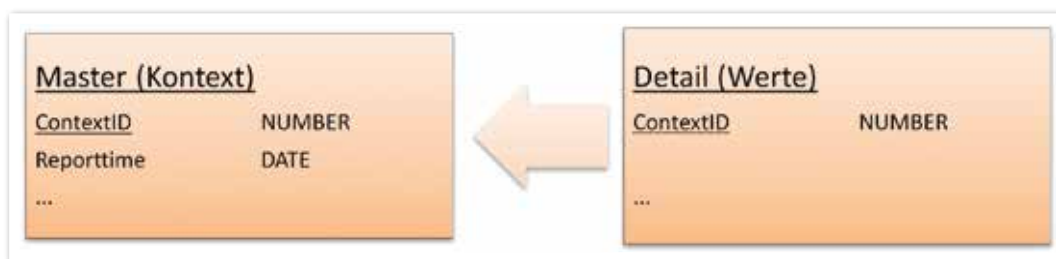 Master (Kontext)
ContextID NUMBER
Reporttime DATE
...
Detail (Werte)
ContextID NUMBER
...